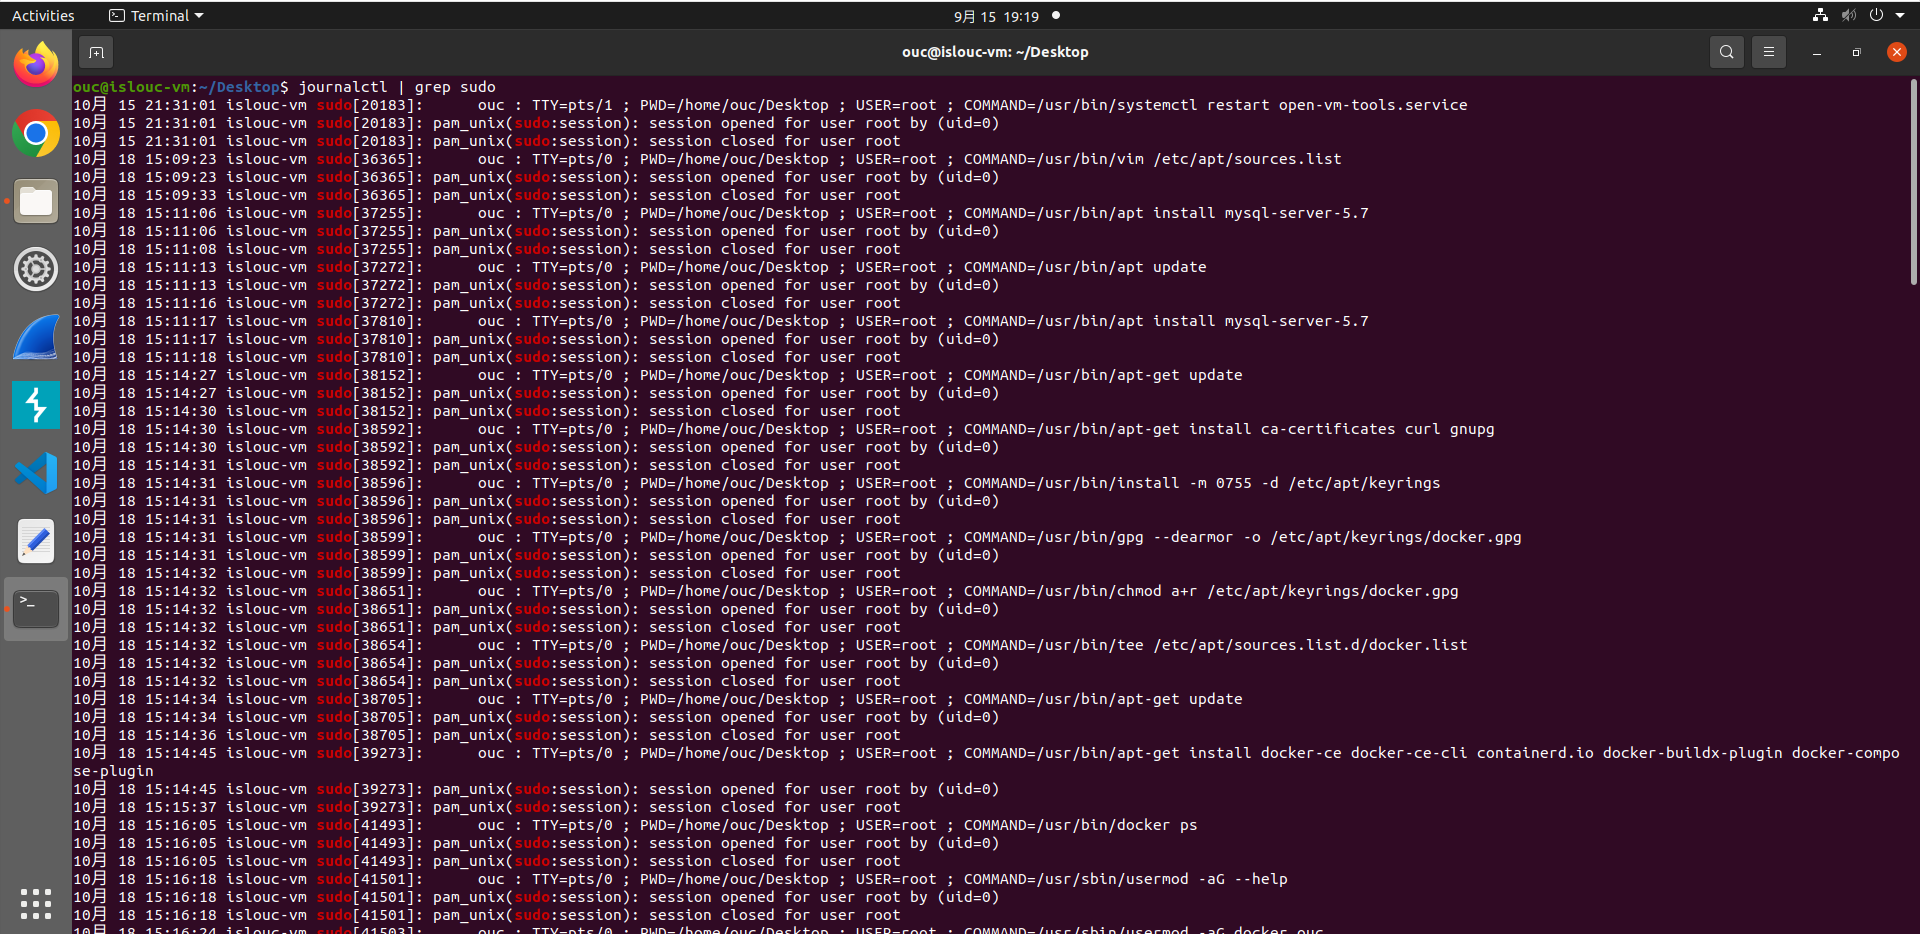 Activities
Terminal
9月 15 19:19
ouc@islouc-vm: ~/Desktop
ouc@islouc-vm:~/Desktop$ journalctl | grep sudo
10月 15 21:31:01 islouc-vm sudo[20183]:      ouc : TTY=pts/1 ; PWD=/home/ouc/Desktop ; USER=root ; COMMAND=/usr/bin/systemctl restart open-vm-tools.service
10月 15 21:31:01 islouc-vm sudo[20183]: pam_unix(sudo:session): session opened for user root by (uid=0)
10月 15 21:31:01 islouc-vm sudo[20183]: pam_unix(sudo:session): session closed for user root
10月 18 15:09:23 islouc-vm sudo[36365]:      ouc : TTY=pts/0 ; PWD=/home/ouc/Desktop ; USER=root ; COMMAND=/usr/bin/vim /etc/apt/sources.list
10月 18 15:09:23 islouc-vm sudo[36365]: pam_unix(sudo:session): session opened for user root by (uid=0)
10月 18 15:09:33 islouc-vm sudo[36365]: pam_unix(sudo:session): session closed for user root
10月 18 15:11:06 islouc-vm sudo[37255]:      ouc : TTY=pts/0 ; PWD=/home/ouc/Desktop ; USER=root ; COMMAND=/usr/bin/apt install mysql-server-5.7
10月 18 15:11:06 islouc-vm sudo[37255]: pam_unix(sudo:session): session opened for user root by (uid=0)
10月 18 15:11:08 islouc-vm sudo[37255]: pam_unix(sudo:session): session closed for user root
10月 18 15:11:13 islouc-vm sudo[37272]:      ouc : TTY=pts/0 ; PWD=/home/ouc/Desktop ; USER=root ; COMMAND=/usr/bin/apt update
10月 18 15:11:13 islouc-vm sudo[37272]: pam_unix(sudo:session): session opened for user root by (uid=0)
10月 18 15:11:16 islouc-vm sudo[37272]: pam_unix(sudo:session): session closed for user root
10月 18 15:11:17 islouc-vm sudo[37810]:      ouc : TTY=pts/0 ; PWD=/home/ouc/Desktop ; USER=root ; COMMAND=/usr/bin/apt install mysql-server-5.7
10月 18 15:11:17 islouc-vm sudo[37810]: pam_unix(sudo:session): session opened for user root by (uid=0)
10月 18 15:11:18 islouc-vm sudo[37810]: pam_unix(sudo:session): session closed for user root
10月 18 15:14:27 islouc-vm sudo[38152]:      ouc : TTY=pts/0 ; PWD=/home/ouc/Desktop ; USER=root ; COMMAND=/usr/bin/apt-get update
10月 18 15:14:27 islouc-vm sudo[38152]: pam_unix(sudo:session): session opened for user root by (uid=0)
10月 18 15:14:30 islouc-vm sudo[38152]: pam_unix(sudo:session): session closed for user root
10月 18 15:14:30 islouc-vm sudo[38592]:      ouc : TTY=pts/0 ; PWD=/home/ouc/Desktop ; USER=root ; COMMAND=/usr/bin/apt-get install ca-certificates curl gnupg
10月 18 15:14:30 islouc-vm sudo[38592]: pam_unix(sudo:session): session opened for user root by (uid=0)
10月 18 15:14:31 islouc-vm sudo[38592]: pam_unix(sudo:session): session closed for user root
10月 18 15:14:31 islouc-vm sudo[38596]:      ouc : TTY=pts/0 ; PWD=/home/ouc/Desktop ; USER=root ; COMMAND=/usr/bin/install -m 0755 -d /etc/apt/keyrings
10月 18 15:14:31 islouc-vm sudo[38596]: pam_unix(sudo:session): session opened for user root by (uid=0)
10月 18 15:14:31 islouc-vm sudo[38596]: pam_unix(sudo:session): session closed for user root
10月 18 15:14:31 islouc-vm sudo[38599]:      ouc : TTY=pts/0 ; PWD=/home/ouc/Desktop ; USER=root ; COMMAND=/usr/bin/gpg --dearmor -o /etc/apt/keyrings/docker.gpg
10月 18 15:14:31 islouc-vm sudo[38599]: pam_unix(sudo:session): session opened for user root by (uid=0)
10月 18 15:14:32 islouc-vm sudo[38599]: pam_unix(sudo:session): session closed for user root
10月 18 15:14:32 islouc-vm sudo[38651]:      ouc : TTY=pts/0 ; PWD=/home/ouc/Desktop ; USER=root ; COMMAND=/usr/bin/chmod a+r /etc/apt/keyrings/docker.gpg
10月 18 15:14:32 islouc-vm sudo[38651]: pam_unix(sudo:session): session opened for user root by (uid=0)
10月 18 15:14:32 islouc-vm sudo[38651]: pam_unix(sudo:session): session closed for user root
10月 18 15:14:32 islouc-vm sudo[38654]:      ouc : TTY=pts/0 ; PWD=/home/ouc/Desktop ; USER=root ; COMMAND=/usr/bin/tee /etc/apt/sources.list.d/docker.list
10月 18 15:14:32 islouc-vm sudo[38654]: pam_unix(sudo:session): session opened for user root by (uid=0)
10月 18 15:14:32 islouc-vm sudo[38654]: pam_unix(sudo:session): session closed for user root
10月 18 15:14:34 islouc-vm sudo[38705]:      ouc : TTY=pts/0 ; PWD=/home/ouc/Desktop ; USER=root ; COMMAND=/usr/bin/apt-get update
10月 18 15:14:34 islouc-vm sudo[38705]: pam_unix(sudo:session): session opened for user root by (uid=0)
10月 18 15:14:36 islouc-vm sudo[38705]: pam_unix(sudo:session): session closed for user root
10月 18 15:14:45 islouc-vm sudo[39273]:      ouc : TTY=pts/0 ; PWD=/home/ouc/Desktop ; USER=root ; COMMAND=/usr/bin/apt-get install docker-ce docker-ce-cli containerd.io docker-buildx-plugin docker-compo
se-plugin
10月 18 15:14:45 islouc-vm sudo[39273]: pam_unix(sudo:session): session opened for user root by (uid=0)
10月 18 15:15:37 islouc-vm sudo[39273]: pam_unix(sudo:session): session closed for user root
10月 18 15:16:05 islouc-vm sudo[41493]:      ouc : TTY=pts/0 ; PWD=/home/ouc/Desktop ; USER=root ; COMMAND=/usr/bin/docker ps
10月 18 15:16:05 islouc-vm sudo[41493]: pam_unix(sudo:session): session opened for user root by (uid=0)
10月 18 15:16:05 islouc-vm sudo[41493]: pam_unix(sudo:session): session closed for user root
10月 18 15:16:18 islouc-vm sudo[41501]:      ouc : TTY=pts/0 ; PWD=/home/ouc/Desktop ; USER=root ; COMMAND=/usr/sbin/usermod -aG --help
10月 18 15:16:18 islouc-vm sudo[41501]: pam_unix(sudo:session): session opened for user root by (uid=0)
10月 18 15:16:18 islouc-vm sudo[41501]: pam_unix(sudo:session): session closed for user root
10月 18 15:16:24 islouc-vm sudo[41503]:      ouc : TTY=pts/0 ; PWD=/home/ouc/Desktop ; USER=root ; COMMAND=/usr/sbin/usermod -aG docker ouc